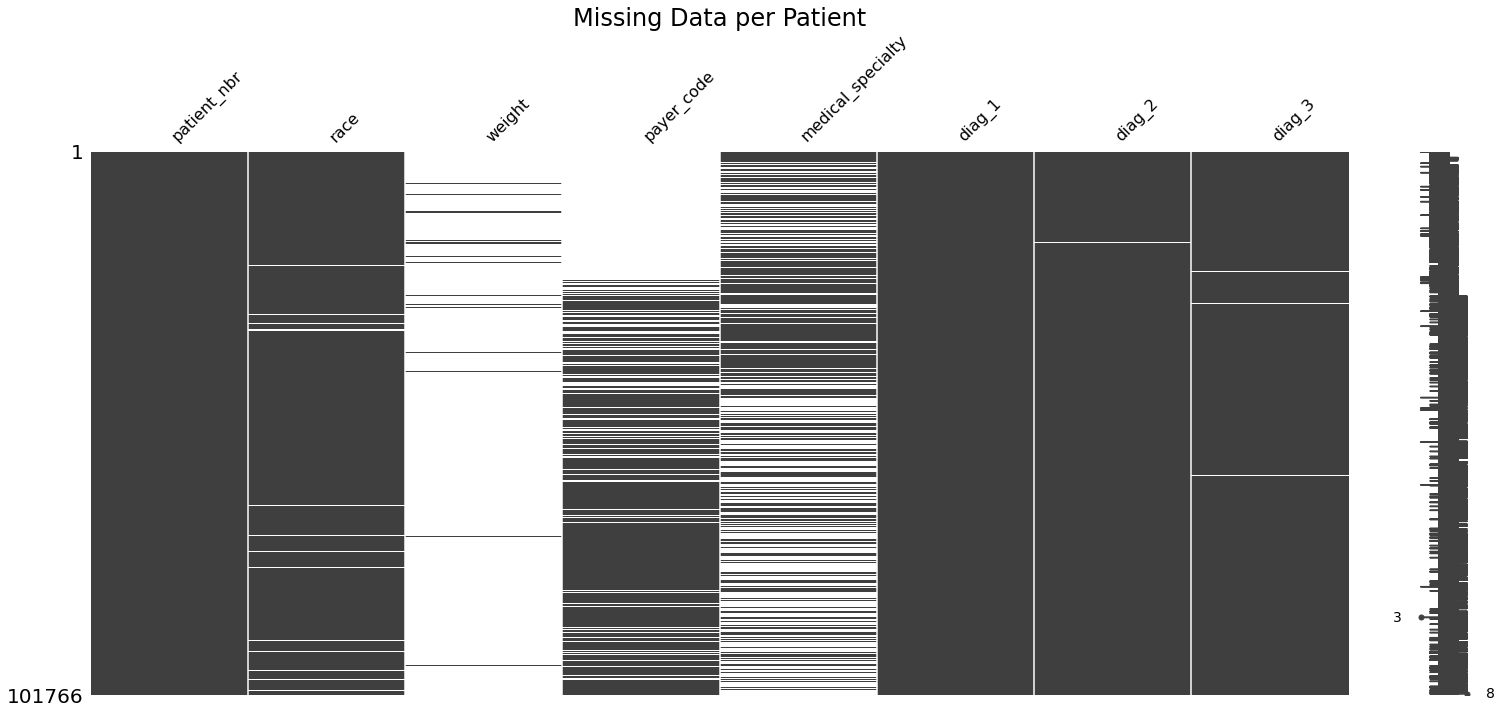 Missing Data per Patient
patient_nbr
race
weight
payer_code
medical_specialty
diag_1
diag_2
diag_3
1
3
8
101766